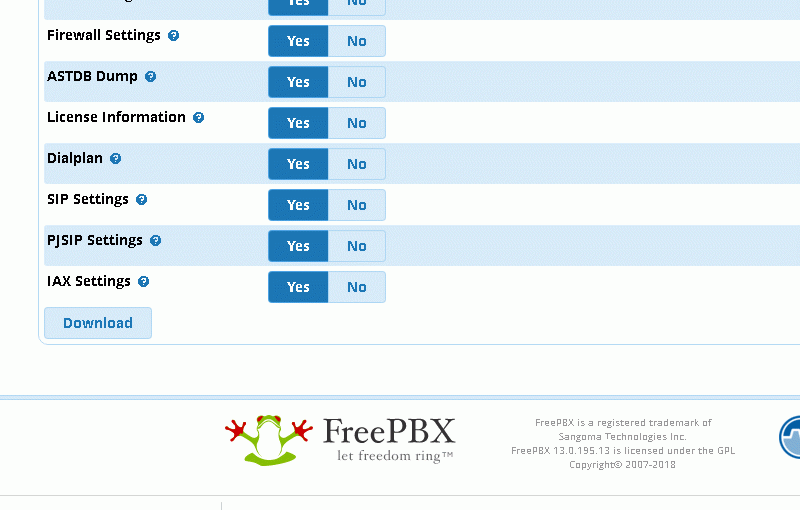 Yes
Firewall Settings Yes No
ASTDB Dump Yes No
License Information Yes No
Dialplan Yes No
SIP Settings Yes No
PJSIP Settings Yes No
IAX Settings Yes No
Download
FreePBX
let freedom ring™
FreePBX is a registered trademark of
Sangoma Technologies Inc.
FreePBX 13.0.195.13 is licensed under the GPL
Copyright© 2007-2018